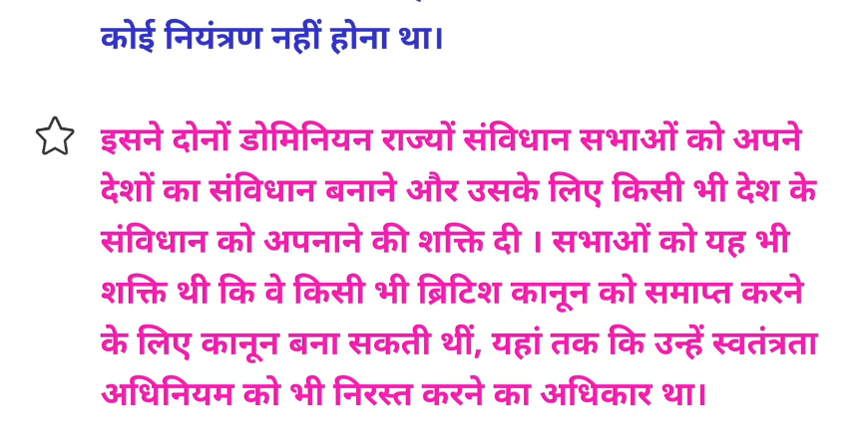 कोई नियंत्रण नहीं होना था।
इसने दोनों डोमिनियन राज्यों संविधान सभाओं को अपने
देशों का संविधान बनाने और उसके लिए किसी भी देश के
संविधान को अपनाने की शक्ति दी । सभाओं को यह भी
शक्ति थी कि वे किसी भी ब्रिटिश कानून को समाप्त करने
के लिए कानून बना सकती थीं, यहां तक कि उन्हें स्वतंत्रता
अधिनियम को भी निरस्त करने का अधिकार था।